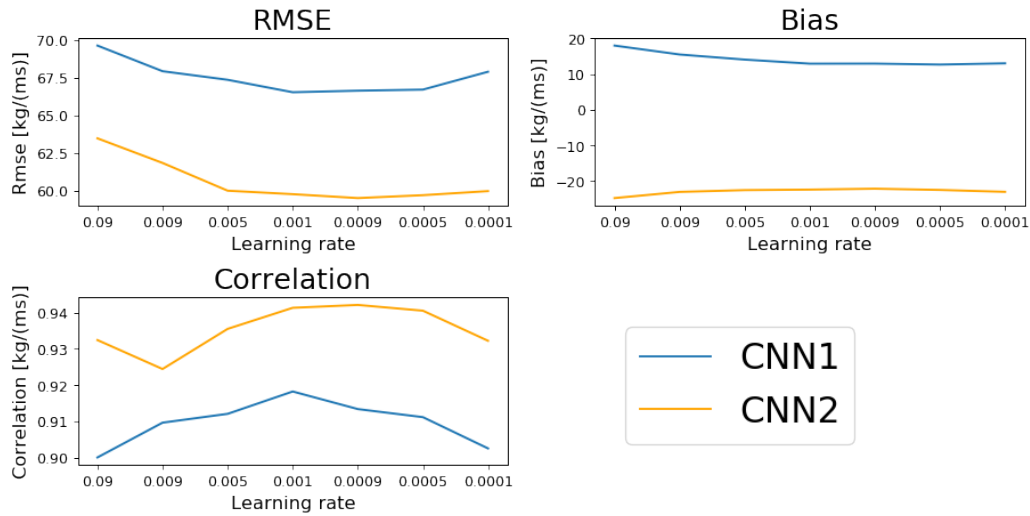 RMSE
Rmse [kg/(ms)]
70.0
67.5
65.0
62.5
60.0
0.09 0.009 0.005 0.001 0.0009 0.0005 0.0001
Learning rate
Bias
Bias [kg/(ms)]
20
10
0
−10
−20
0.09 0.009 0.005 0.001 0.0009 0.0005 0.0001
Learning rate
Correlation
Correlation [kg/(ms)]
0.94
0.93
0.92
0.91
0.90
0.09 0.009 0.005 0.001 0.0009 0.0005 0.0001
Learning rate
CNN1
CNN2